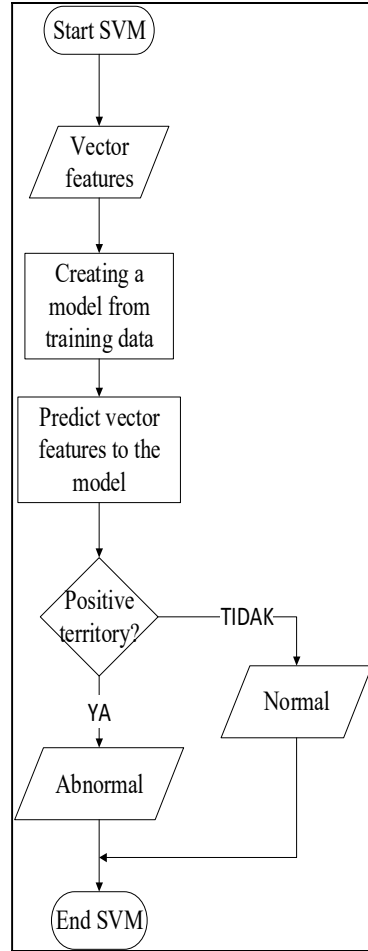 Start SVM
Vector
features
Creating a
model from
training data
Predict vector
features to the
model
Positive
territory?
TIDAK
YA
Normal
Abnormal
End SVM